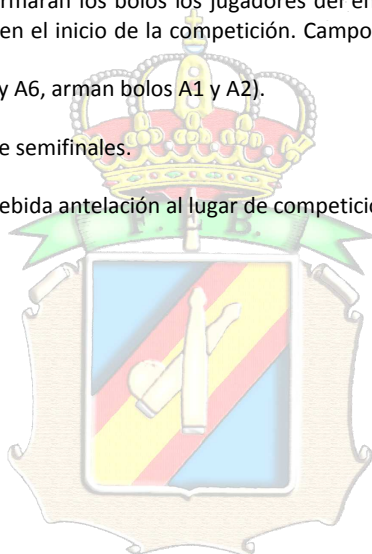 rmarán los bolos los jugadores del en
en el inicio de la competición. Campo
y A6, arman bolos A1 y A2).
e semifinales.
ebida antelación al lugar de competició
F. E. B.